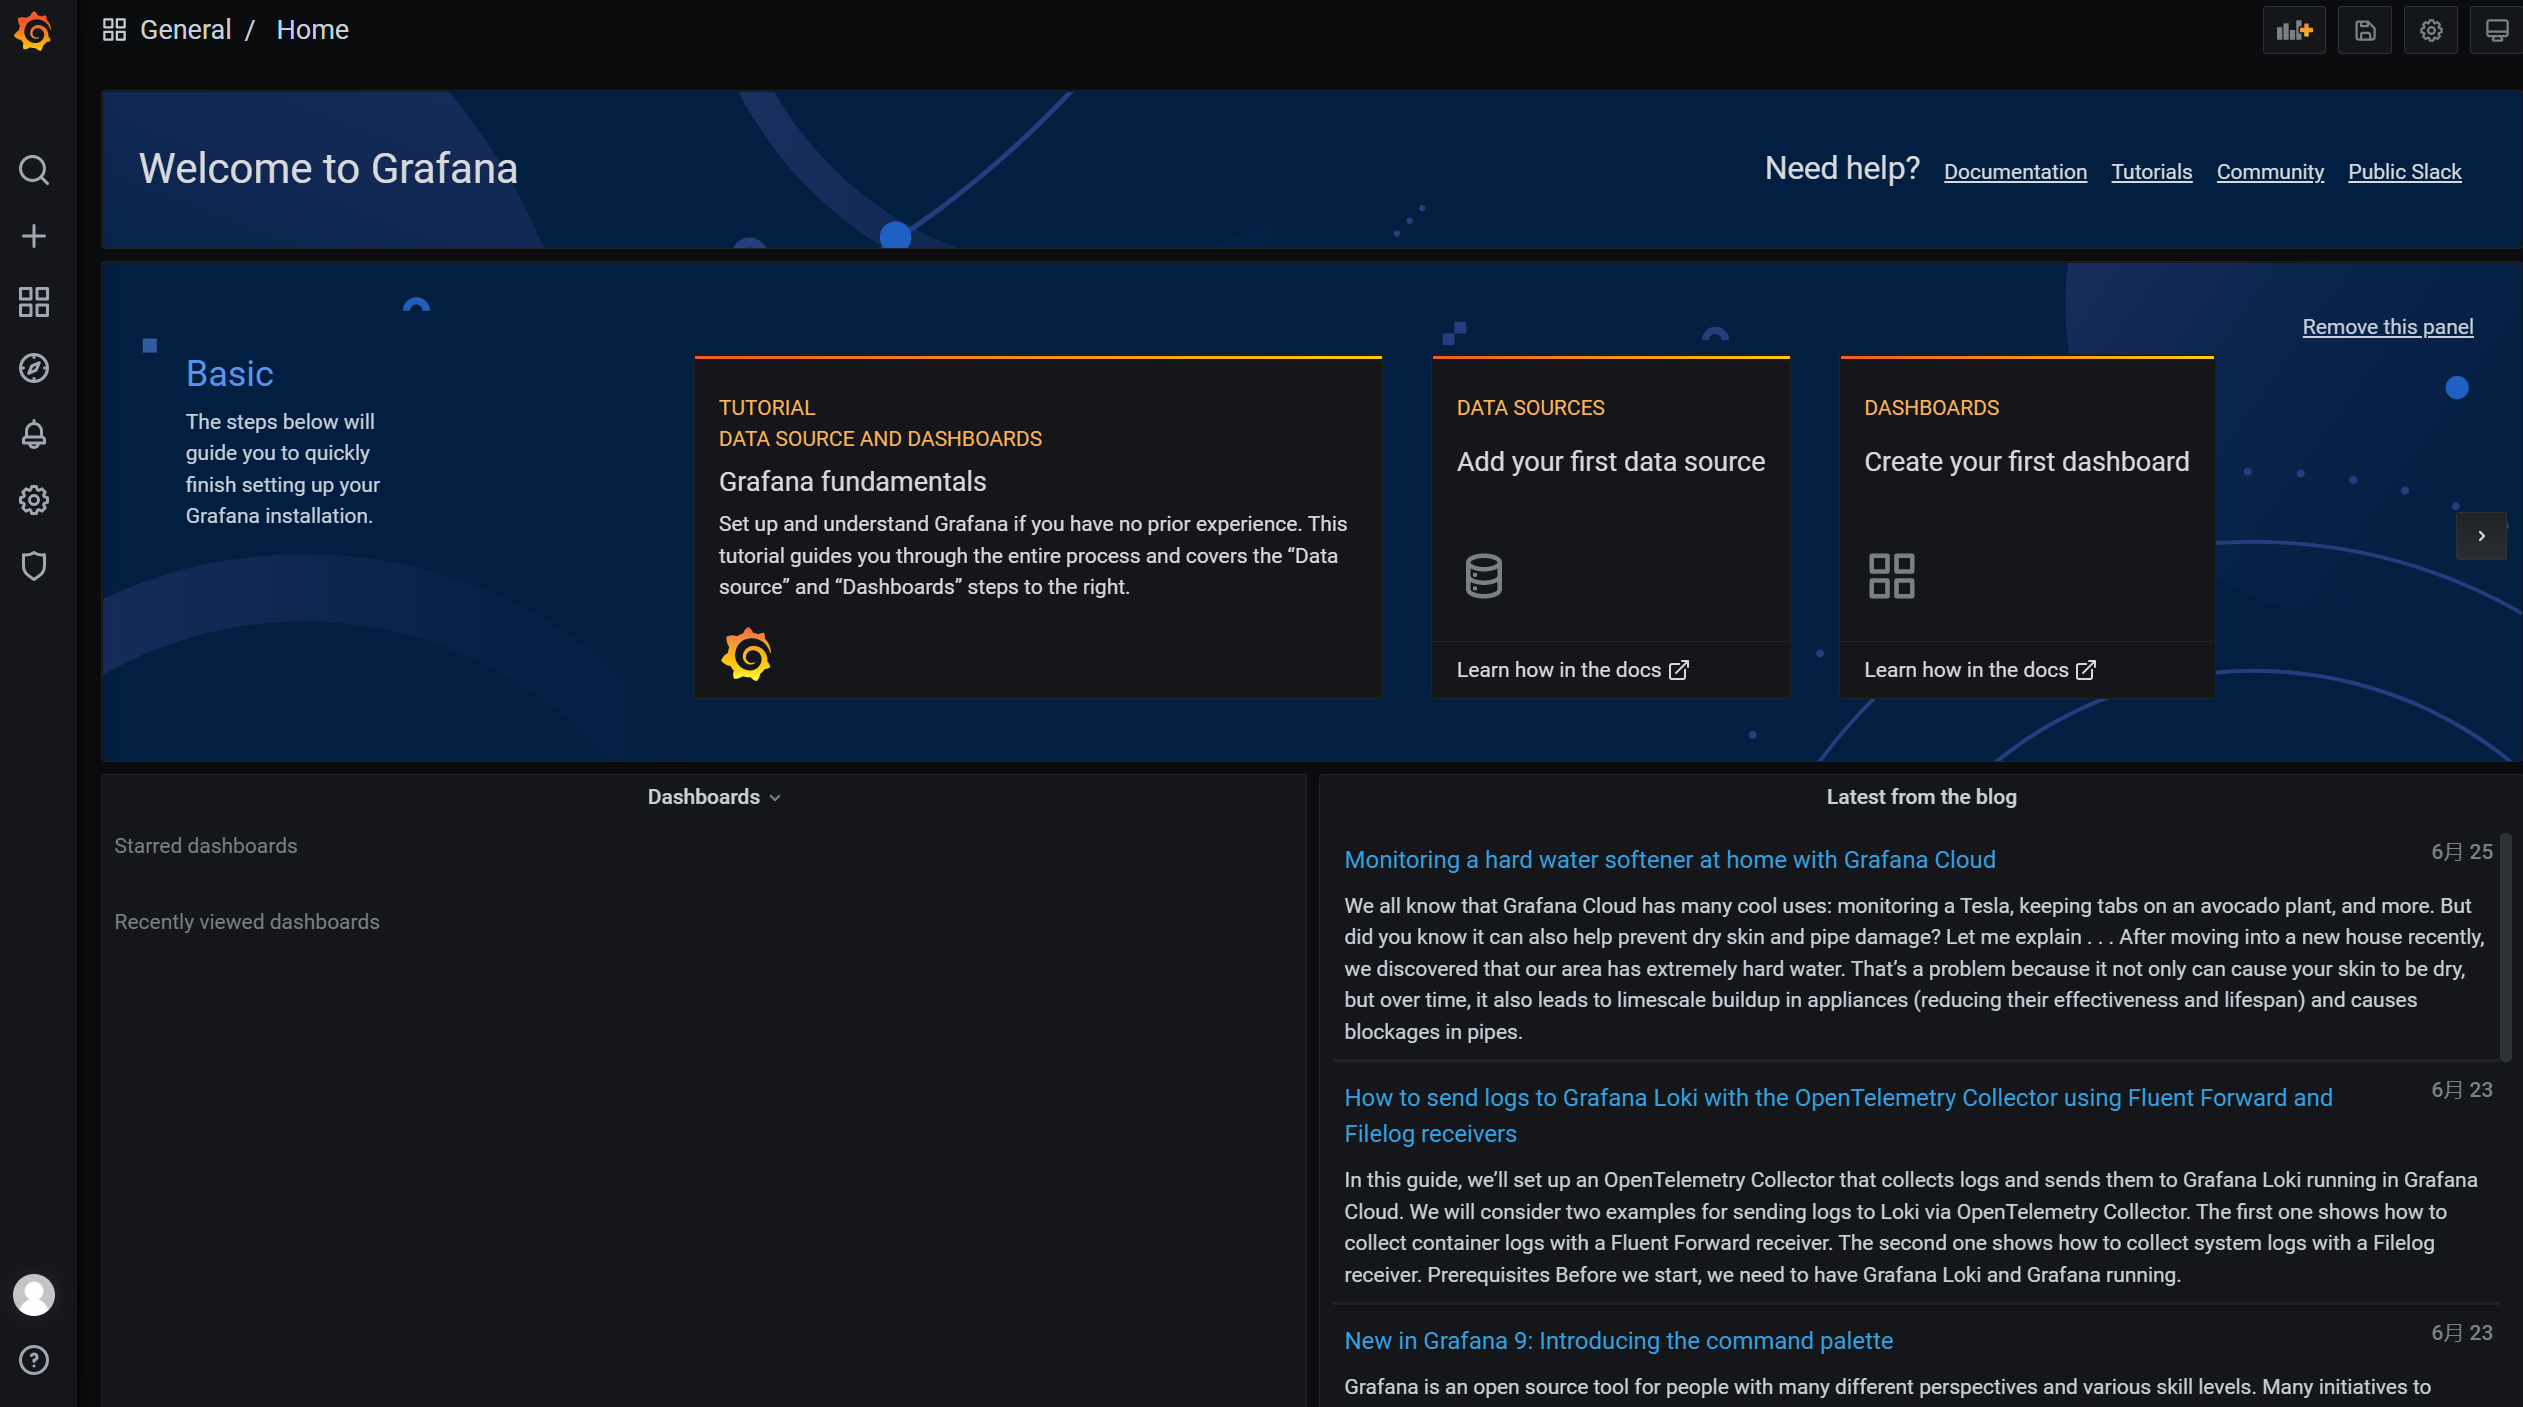 General / Home
Welcome to Grafana
Need help? Documentation Tutorials Community Public Slack
Remove this panel
Basic
The steps below will
guide you to quickly
finish setting up your
Grafana installation.
TUTORIAL
DATA SOURCE AND DASHBOARDS
Grafana fundamentals
Set up and understand Grafana if you have no prior experience. This
tutorial guides you through the entire process and covers the “Data
source” and “Dashboards” steps to the right.
DATA SOURCES
Add your first data source
Learn how in the docs
DASHBOARDS
Create your first dashboard
Learn how in the docs
Dashboards
Starred dashboards
Recently viewed dashboards
Latest from the blog
Monitoring a hard water softener at home with Grafana Cloud
6月 25
We all know that Grafana Cloud has many cool uses: monitoring a Tesla, keeping tabs on an avocado plant, and more. But
did you know it can also help prevent dry skin and pipe damage? Let me explain . . . After moving into a new house recently,
we discovered that our area has extremely hard water. That’s a problem because it not only can cause your skin to be dry,
but over time, it also leads to limescale buildup in appliances (reducing their effectiveness and lifespan) and causes
blockages in pipes.
How to send logs to Grafana Loki with the OpenTelemetry Collector using Fluent Forward and
Filelog receivers
6月 23
In this guide, we’ll set up an OpenTelemetry Collector that collects logs and sends them to Grafana Loki running in Grafana
Cloud. We will consider two examples for sending logs to Loki via OpenTelemetry Collector. The first one shows how to
collect container logs with a Fluent Forward receiver. The second one shows how to collect system logs with a Filelog
receiver. Prerequisites Before we start, we need to have Grafana Loki and Grafana running.
New in Grafana 9: Introducing the command palette
6月 23
Grafana is an open source tool for people with many different perspectives and various skill levels. Many initiatives to